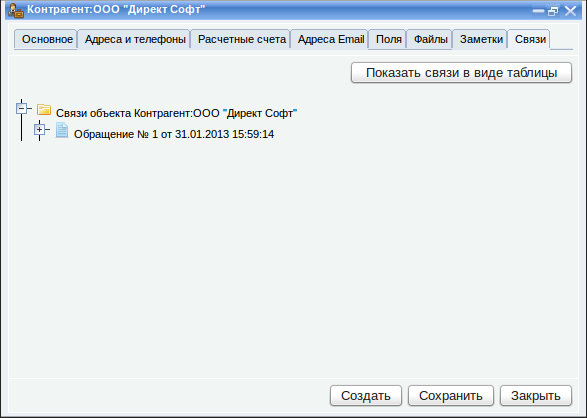 Контрагент:ООО "Директ Софт"
Основное Адреса и телефоны Расчетные счета Адреса Email Поля Файлы Заметки Связи
Показать связи в виде таблицы
Связи объекта Контрагент:ООО "Директ Софт"
Обращение № 1 от 31.01.2013 15:59:14
Создать Сохранить Закрыть